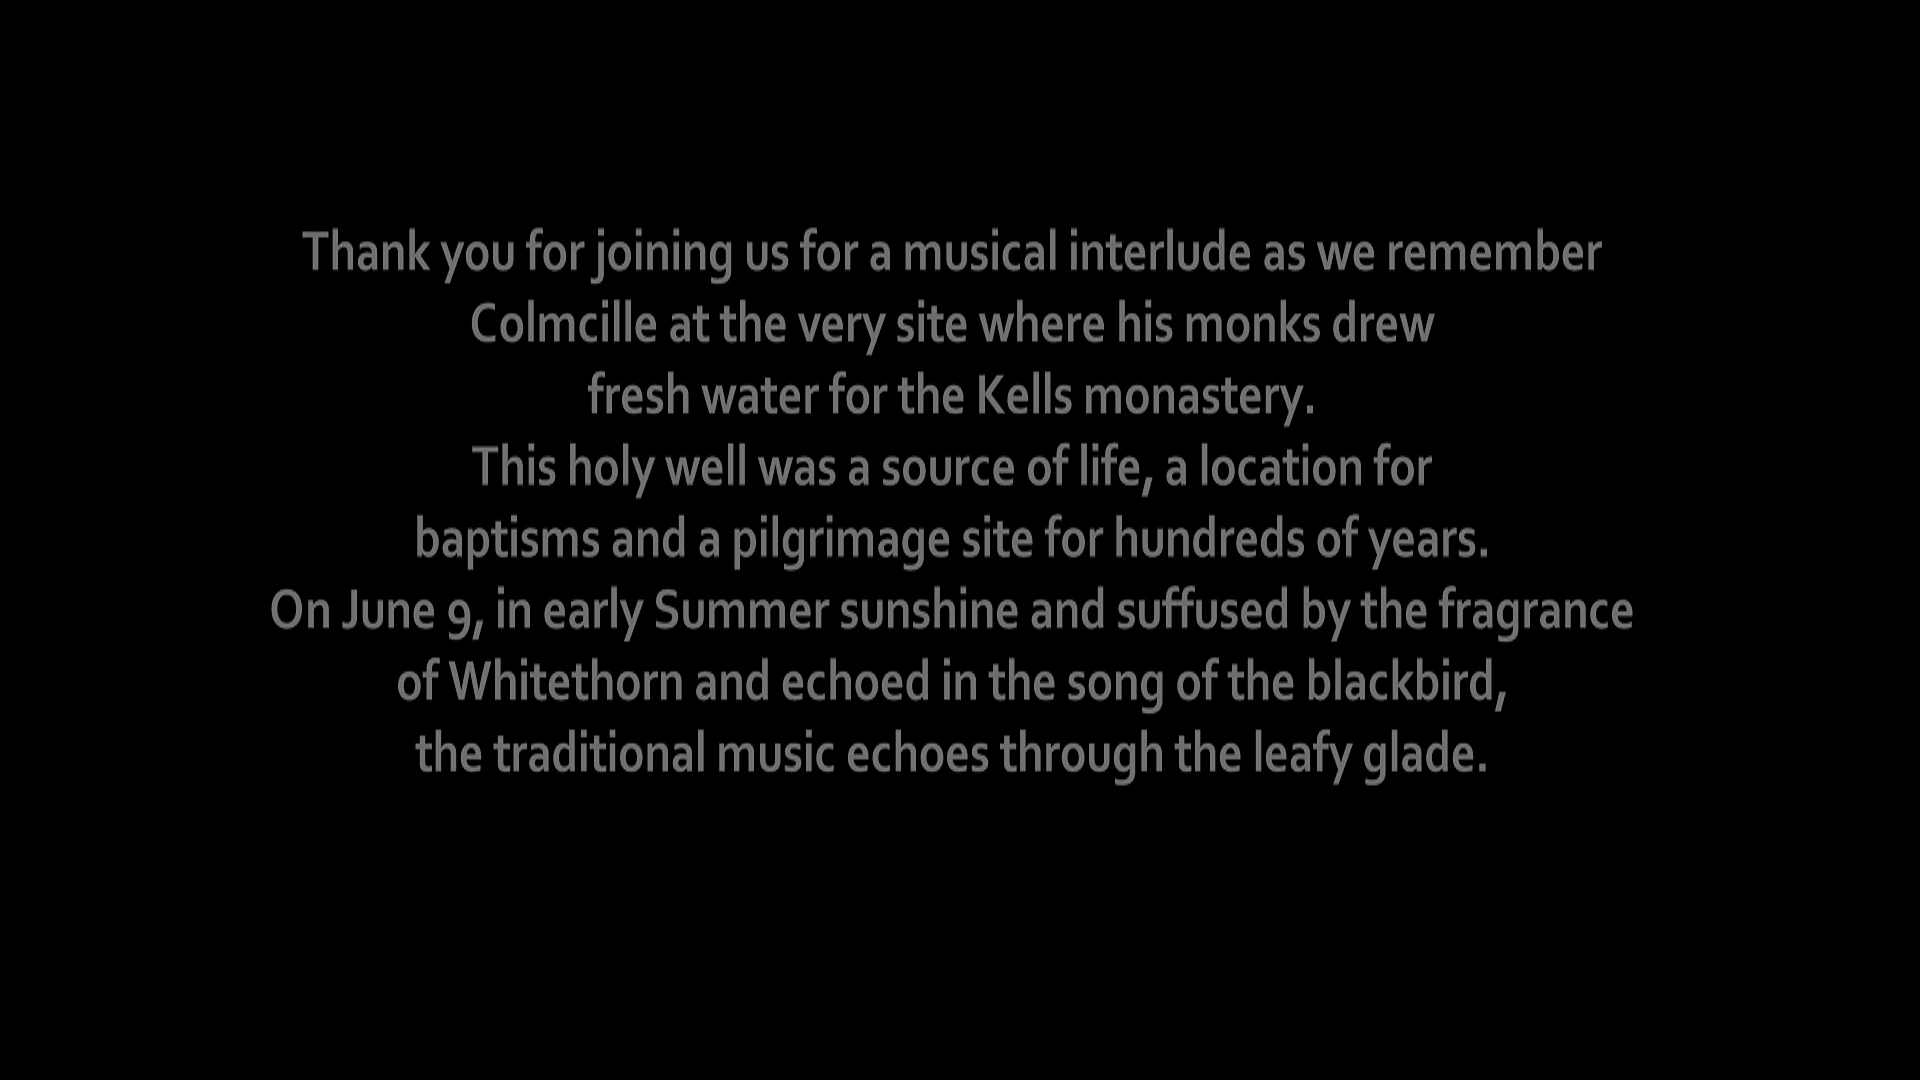 Thank you for joining us for a musical interlude as we remember
Colmcille at the very site where his monks drew
fresh water for the Kells monastery.
This holy well was a source of life, a location for
baptisms and a pilgrimage site for hundreds of years.
On June 9, in early Summer sunshine and suffused by the fragrance
of Whitethorn and echoed in the song of the blackbird,
the traditional music echoes through the leafy glade.